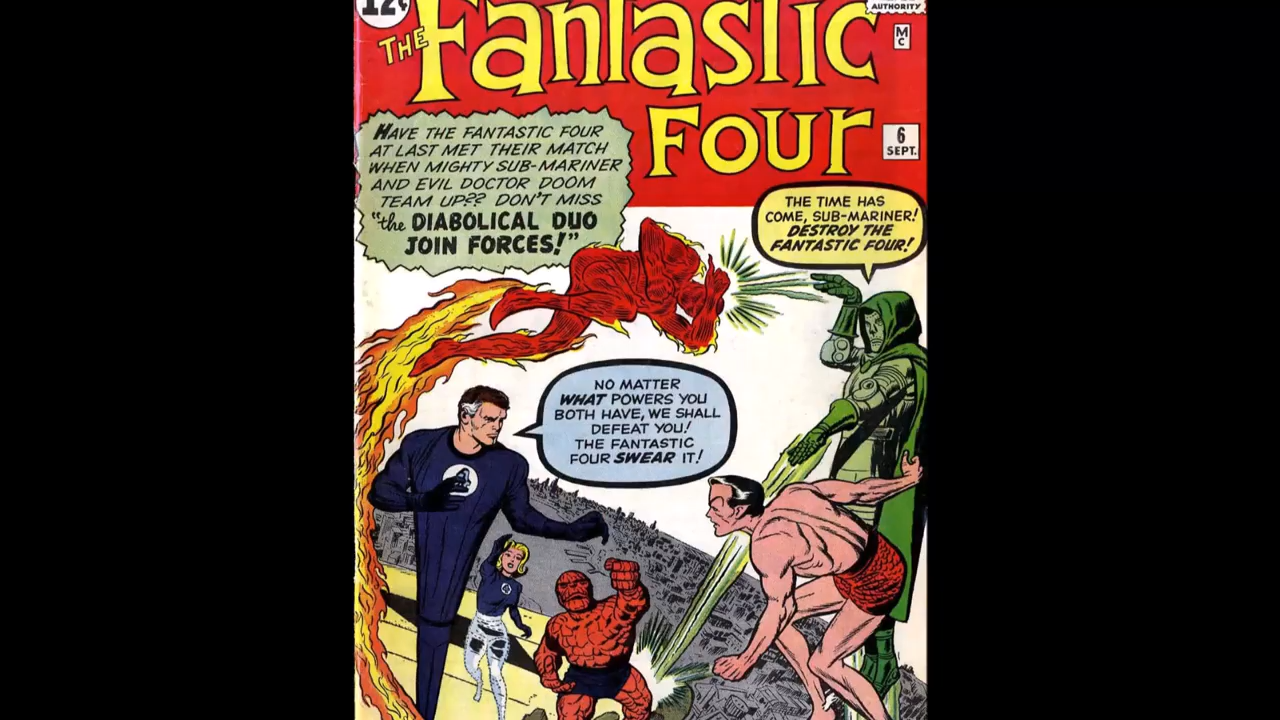 12¢
AUTHORITY
THE Fantastic
FOUR
M
C
6
SEPT.
HAVE THE FANTASTIC FOUR
AT LAST MET THEIR MATCH
WHEN MIGHTY SUB-MARINER
AND EVIL DOCTOR DOOM
TEAM UP?? DON'T MISS
"the DIABOLICAL DUO
JOIN FORCES!"
THE TIME HAS
COME, SUB-MARINER!
DESTROY THE
FANTASTIC FOUR!
NO MATTER
WHAT POWERS YOU
BOTH HAVE, WE SHALL
DEFEAT YOU!
THE FANTASTIC
FOUR SWEAR IT!
4